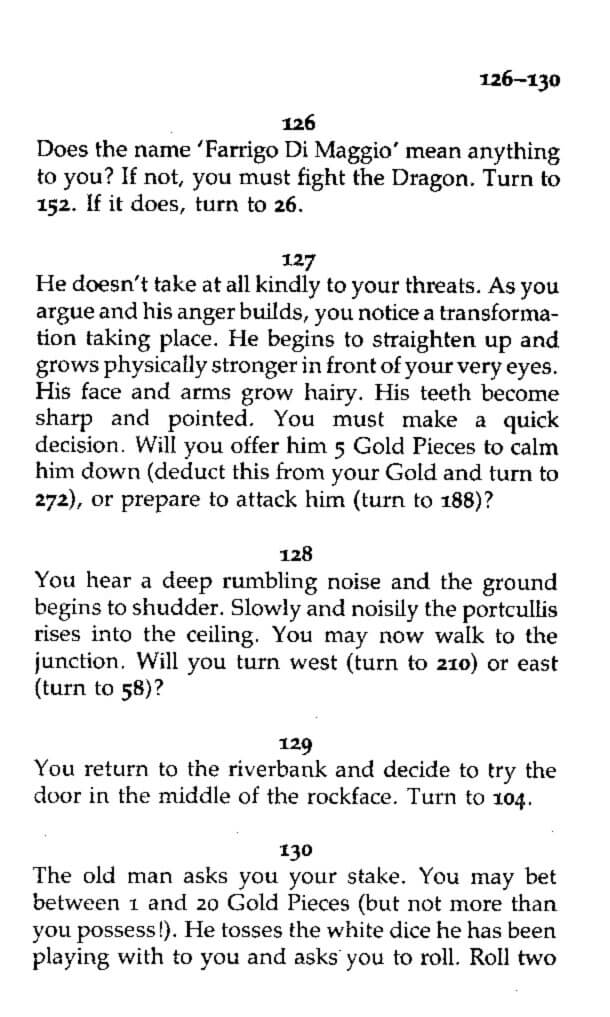 126–130
126
Does the name ‘Farrigo Di Maggio’ mean anything
to you? If not, you must fight the Dragon. Turn to
152. If it does, turn to 26.
127
He doesn’t take at all kindly to your threats. As you
argue and his anger builds, you notice a transforma-
tion taking place. He begins to straighten up and
grows physically stronger in front of your very eyes.
His face and arms grow hairy. His teeth become
sharp and pointed. You must make a quick
decision. Will you offer him 5 Gold Pieces to calm
him down (deduct this from your Gold and turn to
272), or prepare to attack him (turn to 188)?
128
You hear a deep rumbling noise and the ground
begins to shudder. Slowly and noisily the portcullis
rises into the ceiling. You may now walk to the
junction. Will you turn west (turn to 210) or east
(turn to 58)?
129
You return to the riverbank and decide to try the
door in the middle of the rockface. Turn to 104.
130
The old man asks you your stake. You may bet
between 1 and 20 Gold Pieces (but not more than
you possess!). He tosses the white dice he has been
playing with to you and asks you to roll. Roll two